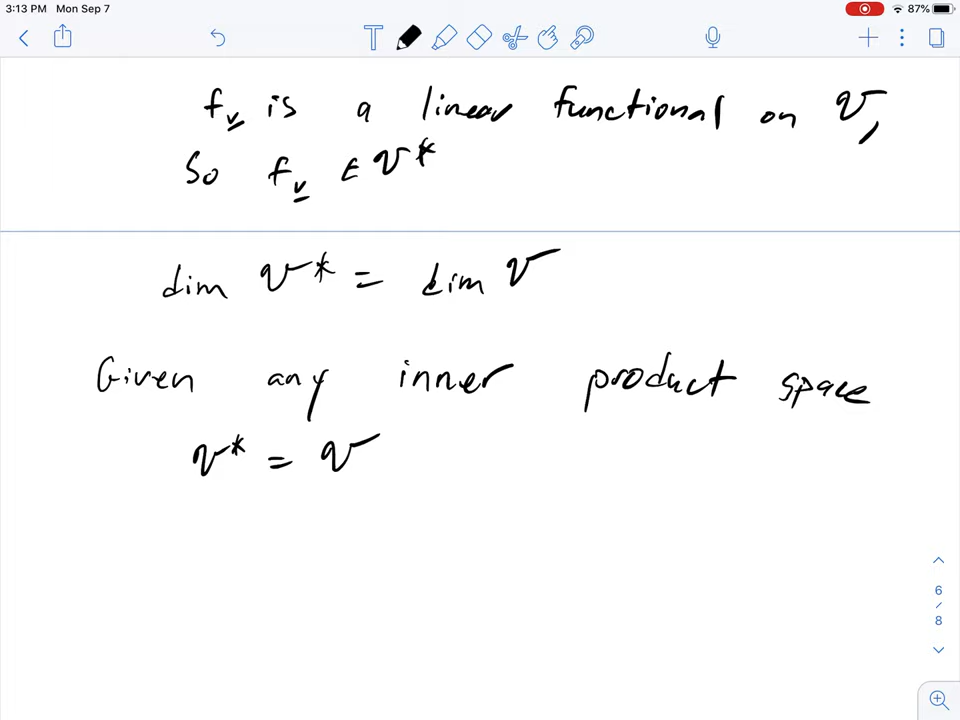 3:13 PM Mon Sep 7
87%
T
f_v is a linear functional on V,
So f_v ∈ V*
dim V* = dim V
Given any inner product space
V* = V
6
/
8